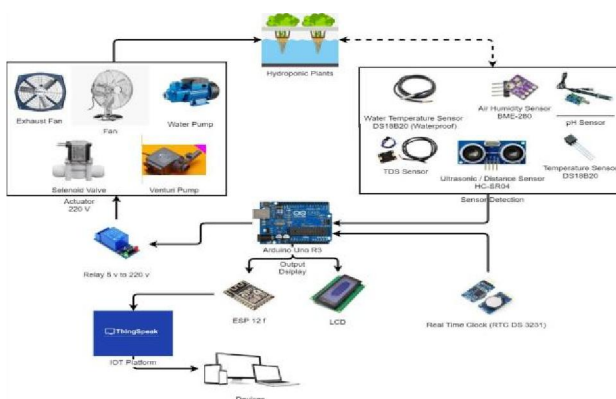 Hydroponic Plants
Exhaust Fan
Fan
Water Pump
Selenoid Valve
Venturi Pump
Actuator
220 V
Water Temperature Sensor
DS18B20 (Waterproof)
Air Humidity Sensor
BME-280
pH Sensor
TDS Sensor
Ultrasonic / Distance Sensor
HC-SR04
Temperature Sensor
DS18B20
Sensor Detection
Arduino Uno R3
Relay 5 v to 220 v
Output
Dsiplay
ESP 12 f
LCD
Real Time Clock (RTC DS 3231)
ThingSpeak
IOT Platform
Devices